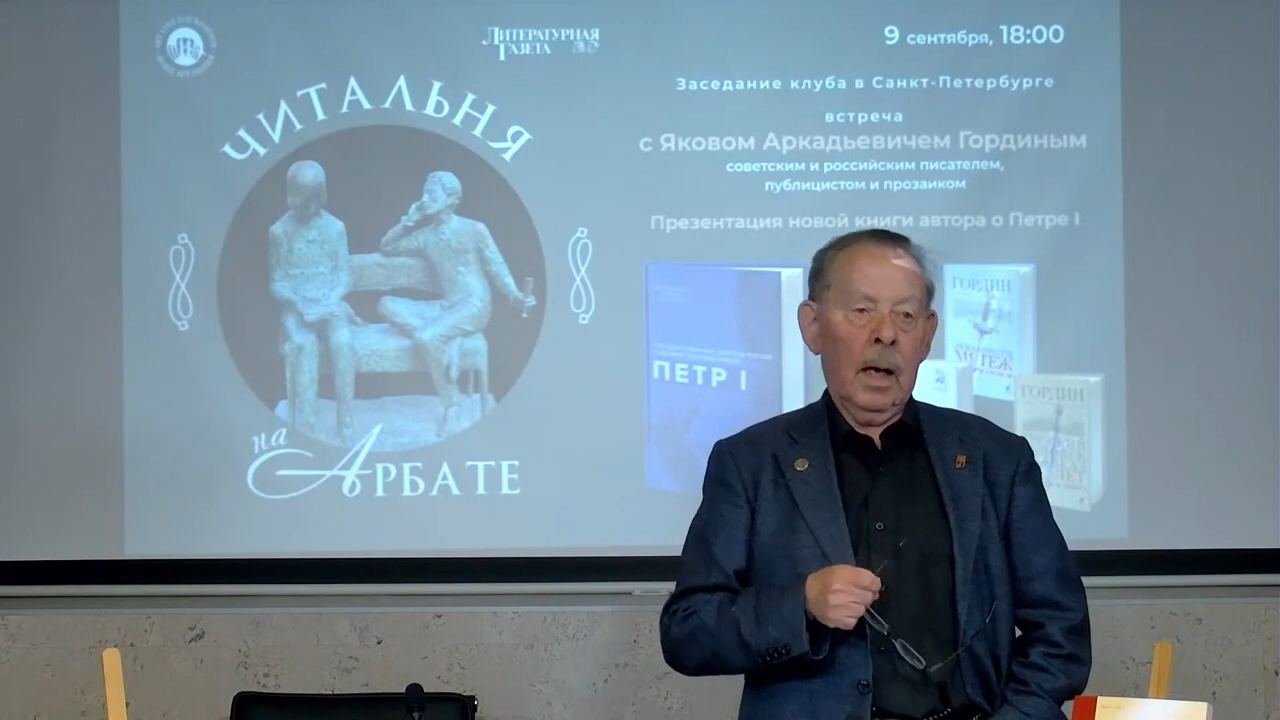 ЛИТЕРАТУРНАЯ
ГАЗЕТА
9 сентября, 18:00
ЧИТАЛЬНЯ
на АРБАТЕ
Заседание клуба в Санкт-Петербурге
встреча
с Яковом Аркадьевичем Гординым
советским и российским писателем,
публицистом и прозаиком
Презентация новой книги автора о Петре I
ПЕТР I
ГОРДИН
МЯТЕЖ
ГОРДИН